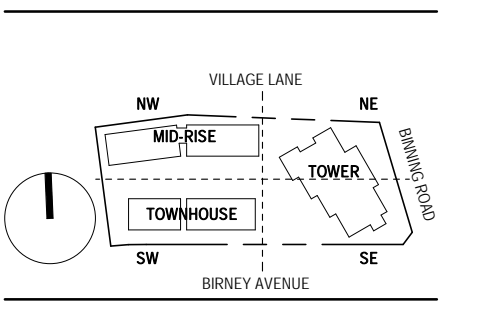 VILLAGE LANE
NW
NE
MID-RISE
BINNING ROAD
TOWER
TOWNHOUSE
SW
SE
BIRNEY AVENUE